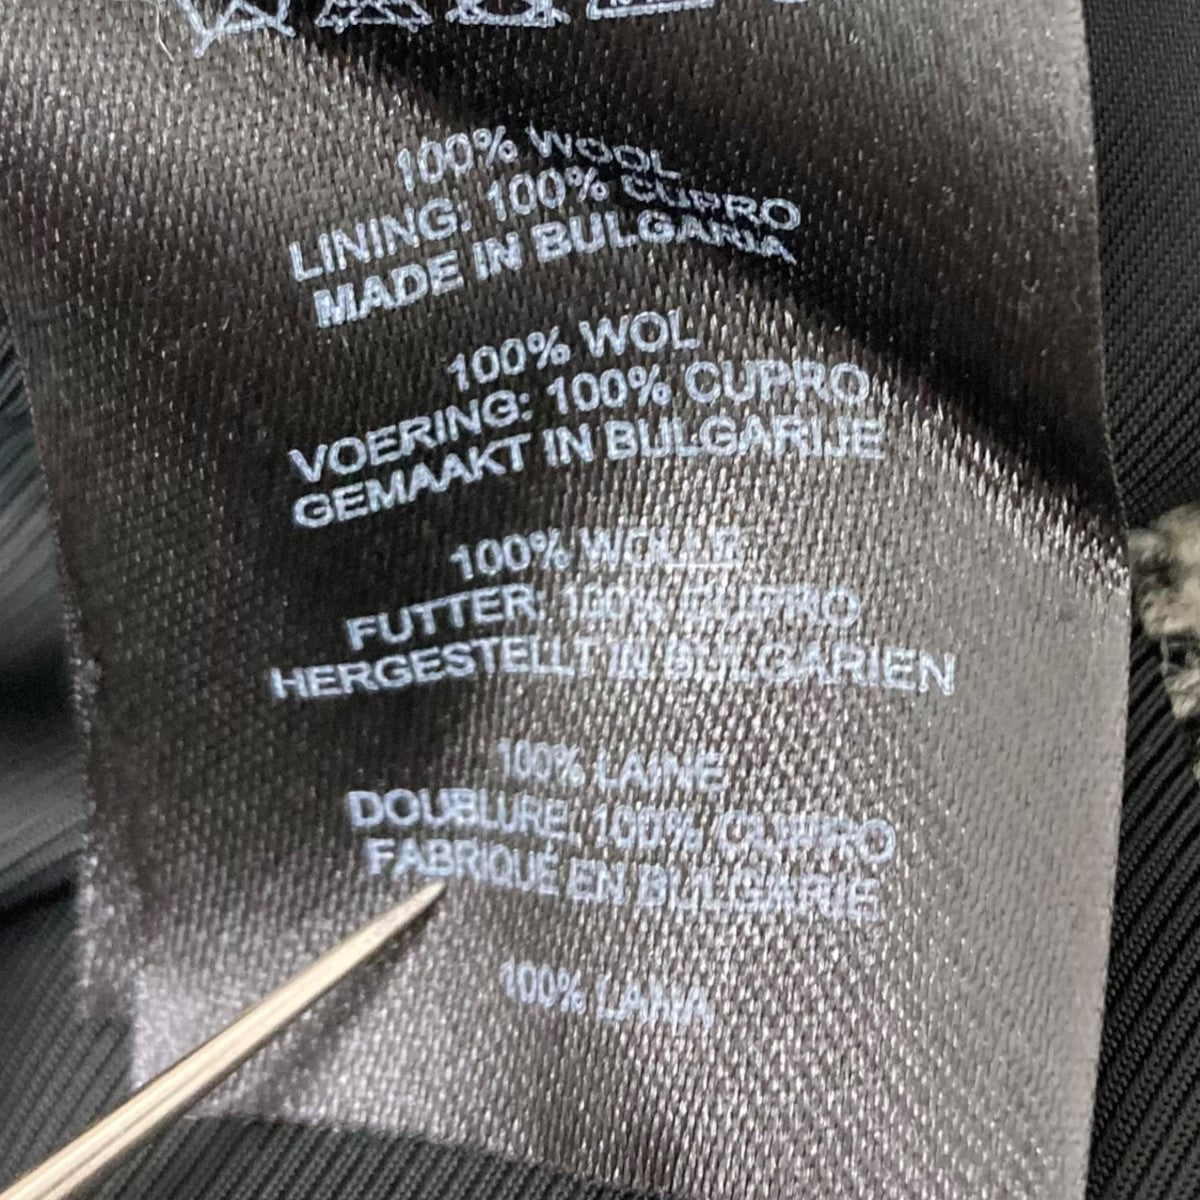 100% WOOL
LINING: 100% CUPRO
MADE IN BULGARIA
100% WOL
VOERING: 100% CUPRO
GEMAAKT IN BULGARIJE
100% WOLLE
FUTTER: 100% CUPRO
HERGESTELLT IN BULGARIEN
100% LAINE
DOUBLURE: 100% CUPRO
FABRIQUÉ EN BULGARIE
100% LANA